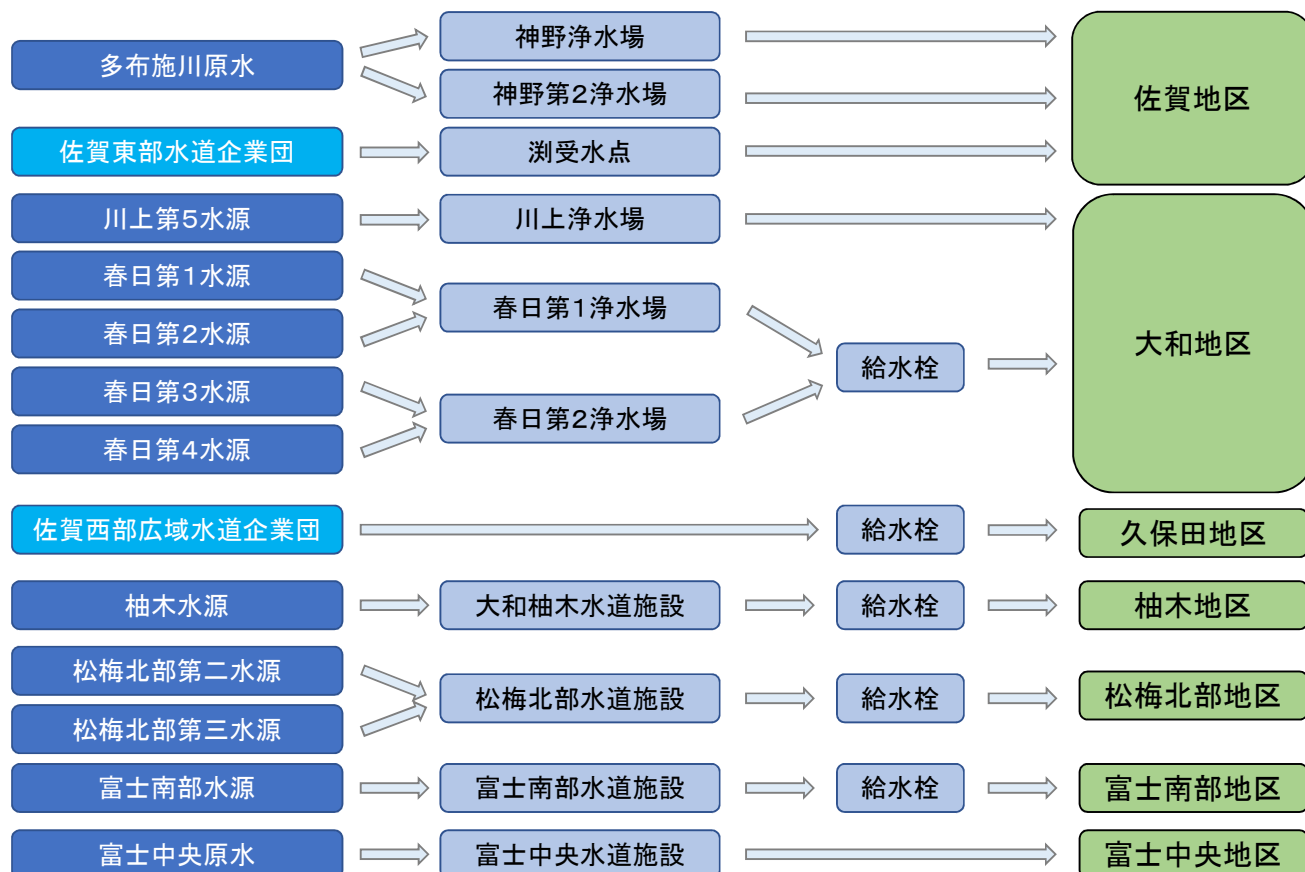 多布施川原水
神野浄水場
神野第2浄水場
佐賀地区
佐賀東部水道企業団
渕受水点
川上第5水源
川上浄水場
春日第1水源
春日第2水源
春日第1浄水場
大和地区
給水栓
春日第3水源
春日第4水源
春日第2浄水場
佐賀西部広域水道企業団
給水栓
久保田地区
柚木水源
大和柚木水道施設
給水栓
柚木地区
松梅北部第二水源
松梅北部第三水源
松梅北部水道施設
給水栓
松梅北部地区
富士南部水源
富士南部水道施設
給水栓
富士南部地区
富士中央原水
富士中央水道施設
富士中央地区